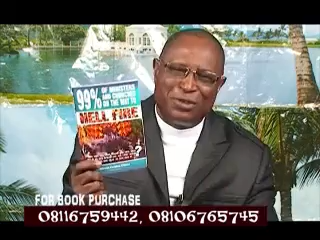 99% OF MINISTERS
AND CHURCHES
ON THE WAY TO
HELL FIRE
FOR BOOK PURCHASE
08116759442, 08106765745